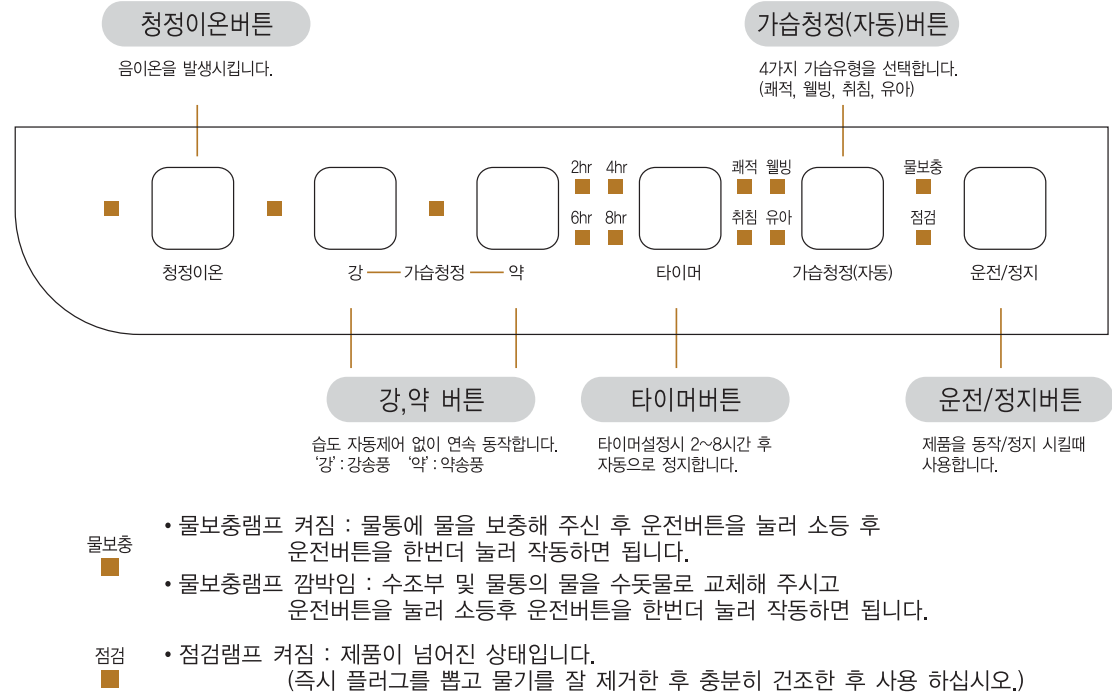 청정이온버튼
음이온을 발생시킵니다.
가습청정(자동)버튼
4가지 가습유형을 선택합니다.
(쾌적, 웰빙, 취침, 유아)
2hr 4hr
6hr 8hr
쾌적 웰빙
취침 유아
물보충
점검
청정이온
강 가습청정 약
타이머
가습청정(자동)
운전/정지
강,약 버튼
습도 자동제어 없이 연속 동작합니다.
'강' : 강송풍 '약' : 약송풍
타이머버튼
타이머설정시 2~8시간 후
자동으로 정지합니다.
운전/정지버튼
제품을 동작/정지 시킬때
사용합니다.
물보충
• 물보충램프 켜짐 : 물통에 물을 보충해 주신 후 운전버튼을 눌러 소등 후
운전버튼을 한번더 눌러 작동하면 됩니다.
• 물보충램프 깜박임 : 수조부 및 물통의 물을 수돗물로 교체해 주시고
운전버튼을 눌러 소등후 운전버튼을 한번더 눌러 작동하면 됩니다.
점검
• 점검램프 켜짐 : 제품이 넘어진 상태입니다.
(즉시 플러그를 뽑고 물기를 잘 제거한 후 충분히 건조한 후 사용 하십시오.)